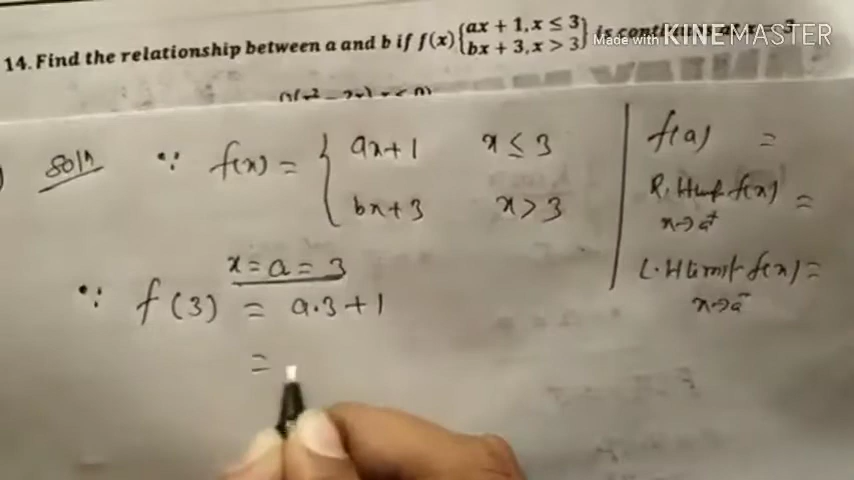 14. Find the relationship between a and b if f(x) {ax + 1, x ≤ 3
bx + 3, x > 3} is
Made with KINEMASTER
Solⁿ ∵ f(x) = { ax+1 x ≤ 3
bx+3 x > 3
f(a) =
R.H limit f(x) =
x→a⁺
L.H limit f(x) =
x→a⁻
x = a = 3
∵ f(3) = a.3+1
=